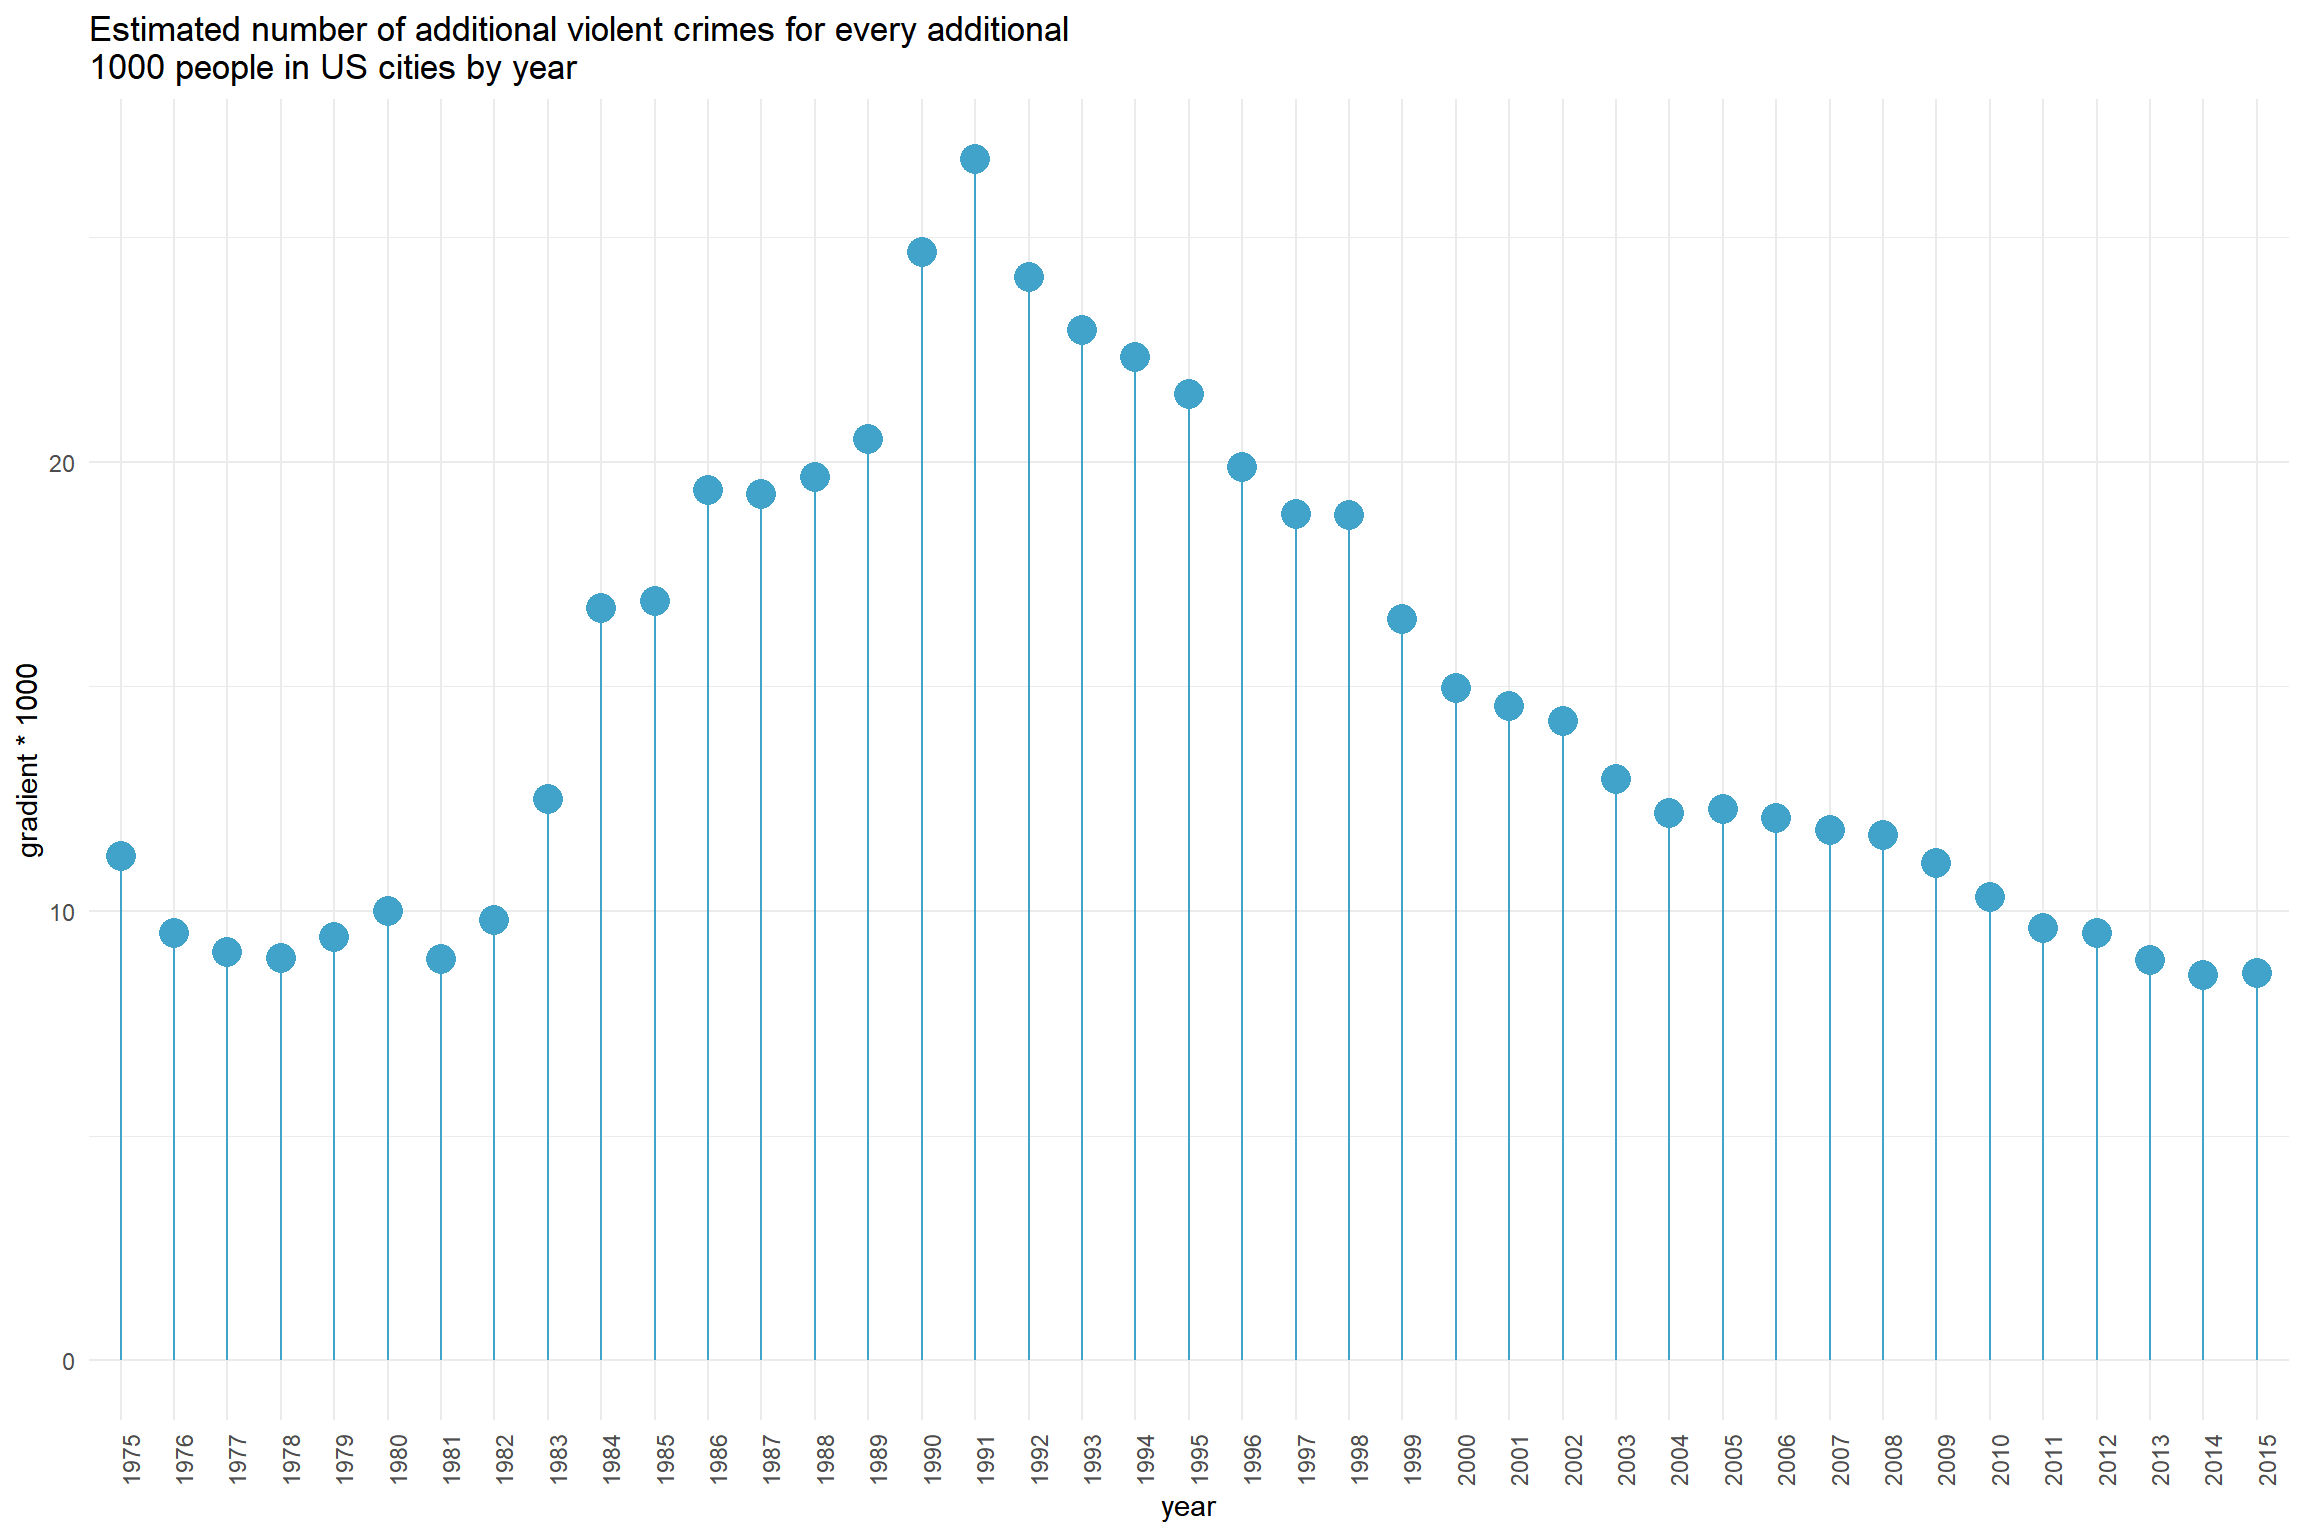 Estimated number of additional violent crimes for every additional
1000 people in US cities by year
gradient * 1000
20
10
0
1975 1976 1977 1978 1979 1980 1981 1982 1983 1984 1985 1986 1987 1988 1989 1990 1991 1992 1993 1994 1995 1996 1997 1998 1999 2000 2001 2002 2003 2004 2005 2006 2007 2008 2009 2010 2011 2012 2013 2014 2015
year